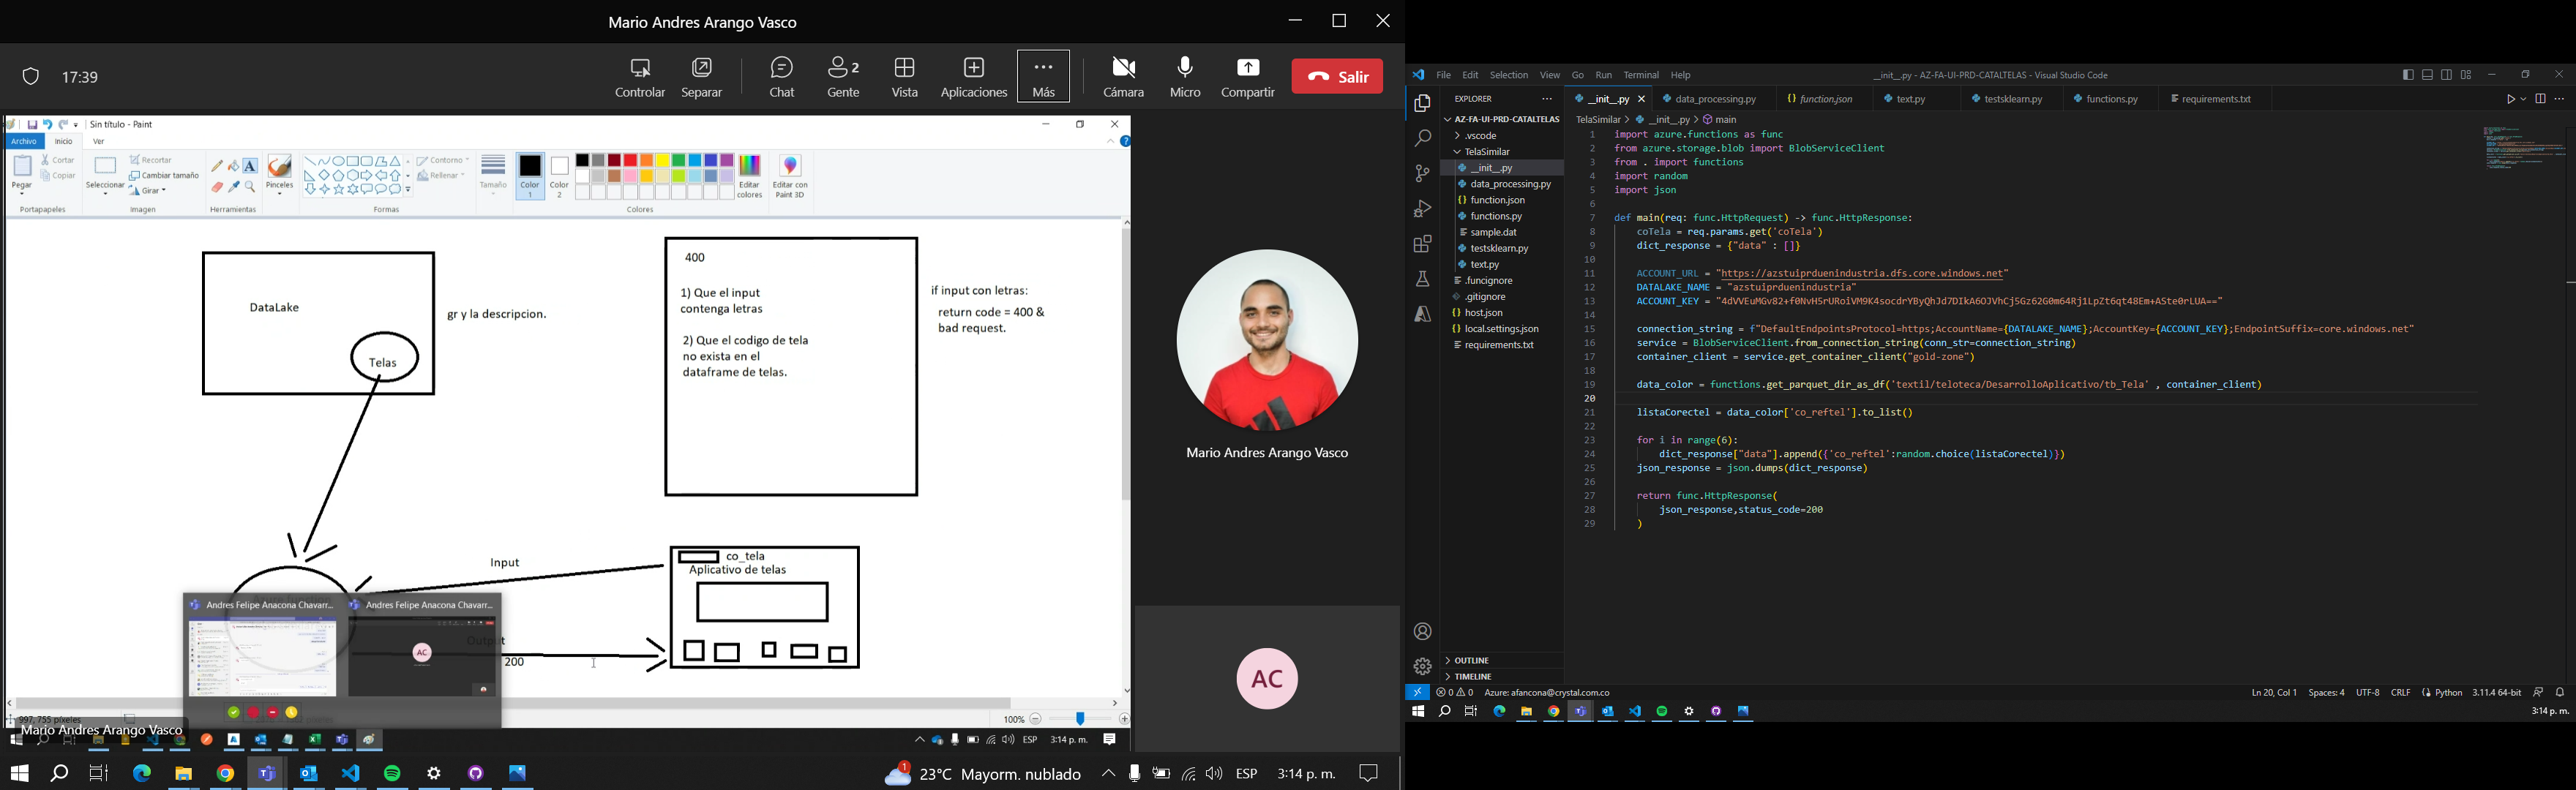 Mario Andres Arango Vasco
17:39
Controlar
Separar
Chat
2
Gente
Vista
Aplicaciones
Más
Cámara
Micro
Compartir
Salir
Sin título - Paint
Archivo
Inicio
Ver
Pegar
Cortar
Copiar
Portapapeles
Seleccionar
Recortar
Cambiar tamaño
Girar
Imagen
Herramientas
Pinceles
Formas
Contorno
Rellenar
Tamaño
Color 1
Color 2
Editar colores
Editar con Paint 3D
Colores
DataLake
Telas
gr y la descripcion.
400
1) Que el input
contenga letras
2) Que el codigo de tela
no exista en el
dataframe de telas.
if input con letras:
return code = 400 &
bad request.
Input
co_tela
Aplicativo de telas
Output
200
Andres Felipe Anacona Chavarr...
Andres Felipe Anacona Chavarr...
AC
997, 755 píxeles
100%
Mario Andres Arango Vasco
ESP
3:14 p. m.
Mario Andres Arango Vasco
AC
1
23°C Mayorm. nublado
ESP
3:14 p. m.
File Edit Selection View Go Run Terminal Help
__init__.py - AZ-FA-UI-PRD-CATALTELAS - Visual Studio Code
EXPLORER
AZ-FA-UI-PRD-CATALTELAS
.vscode
TelaSimilar
__init__.py
data_processing.py
function.json
functions.py
sample.dat
testsklearn.py
text.py
.funcignore
.gitignore
host.json
local.settings.json
requirements.txt
OUTLINE
TIMELINE
__init__.py
data_processing.py
function.json
text.py
testsklearn.py
functions.py
requirements.txt
TelaSimilar > __init__.py > main
1 import azure.functions as func
2 from azure.storage.blob import BlobServiceClient
3 from . import functions
4 import random
5 import json
6
7 def main(req: func.HttpRequest) -> func.HttpResponse:
8 coTela = req.params.get('coTela')
9 dict_response = {"data" : []}
10
11 ACCOUNT_URL = "https://azstuiprduenindustria.dfs.core.windows.net"
12 DATALAKE_NAME = "azstuiprduenindustria"
13 ACCOUNT_KEY =
14
15 connection_string = f"DefaultEndpointsProtocol=https;AccountName={DATALAKE_NAME};AccountKey={ACCOUNT_KEY};EndpointSuffix=core.windows.net"
16 service = BlobServiceClient.from_connection_string(conn_str=connection_string)
17 container_client = service.get_container_client("gold-zone")
18
19 data_color = functions.get_parquet_dir_as_df('textil/teloteca/DesarrolloAplicativo/tb_Tela' , container_client)
20
21 listaCorectel = data_color['co_reftel'].to_list()
22
23 for i in range(6):
24 dict_response["data"].append({'co_reftel':random.choice(listaCorectel)})
25 json_response = json.dumps(dict_response)
26
27 return func.HttpResponse(
28 json_response,status_code=200
29 )
0 0 Azure: afancona@crystal.com.co
Ln 20, Col 1 Spaces: 4 UTF-8 CRLF Python 3.11.4 64-bit
3:14 p. m.